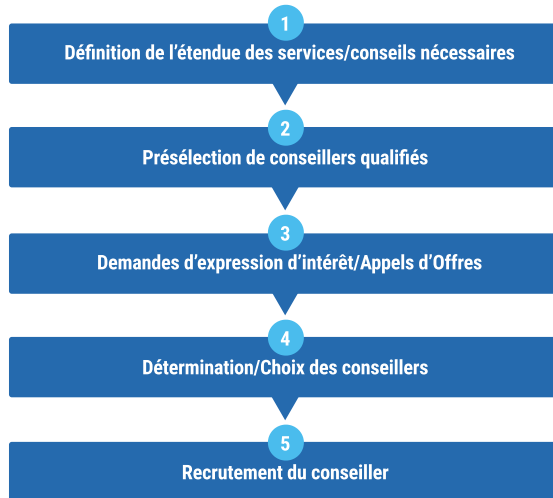 1
Définition de l'étendue des services/conseils nécessaires
2
Présélection de conseillers qualifiés
3
Demandes d'expression d'intérêt/Appels d'Offres
4
Détermination/Choix des conseillers
5
Recrutement du conseiller